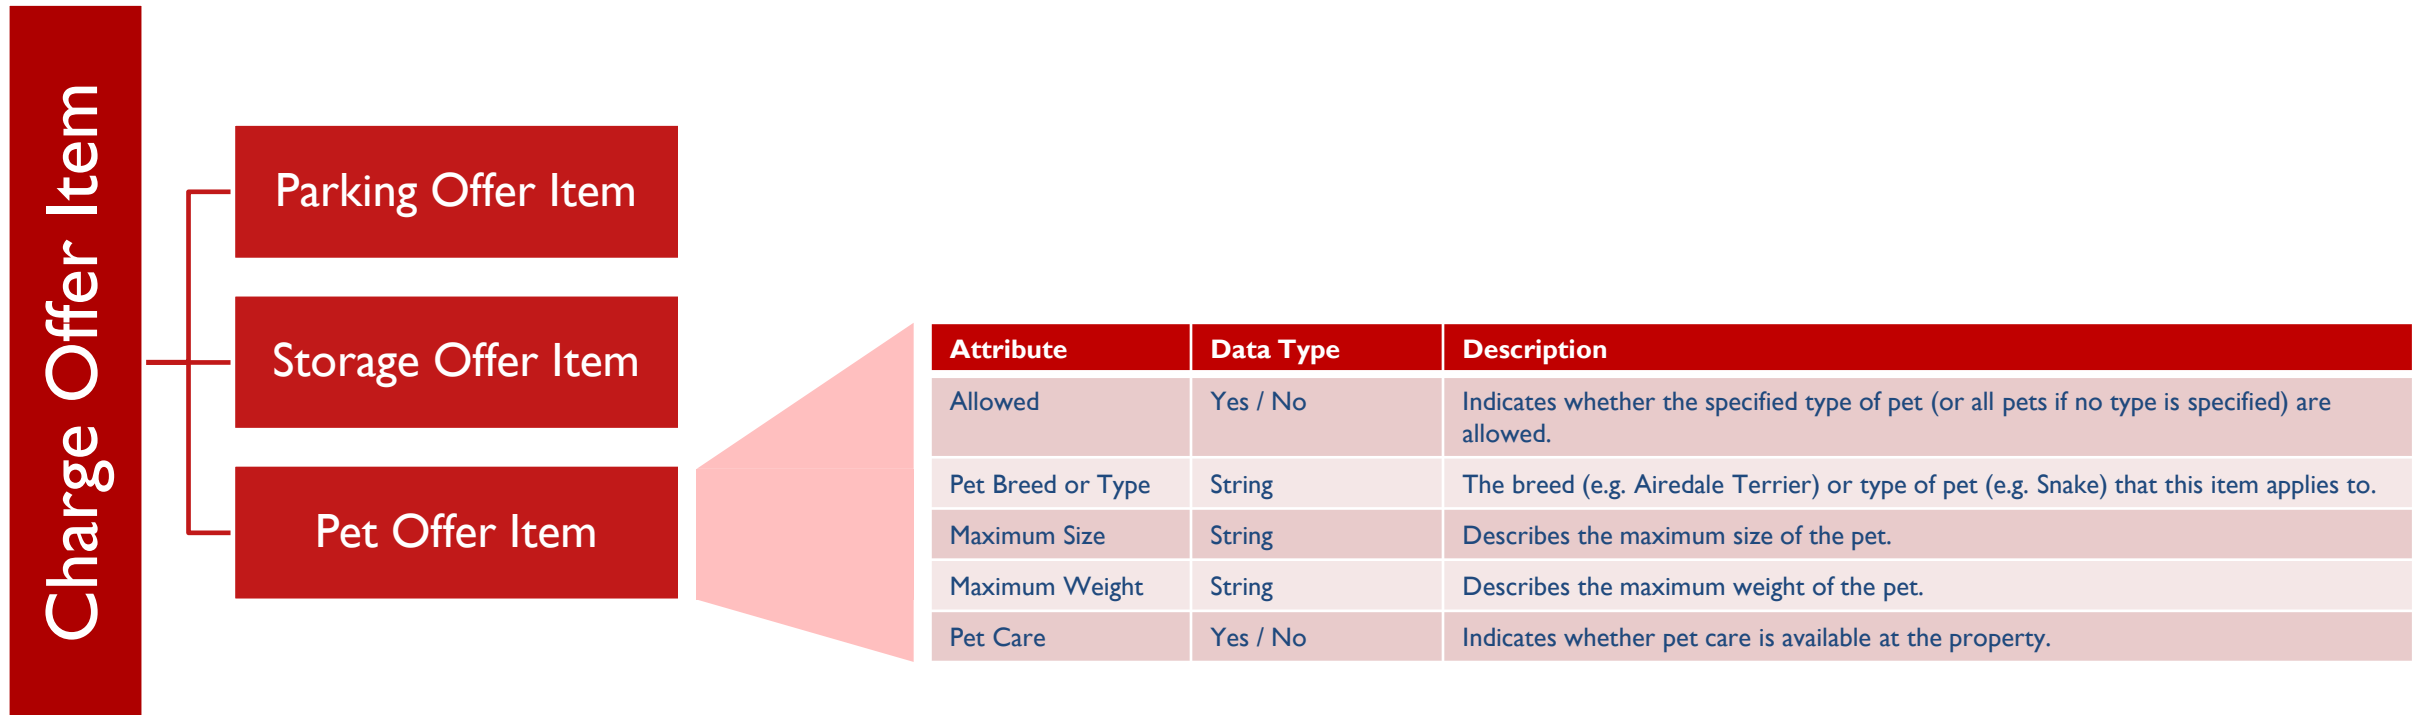 Charge Offer Item
Parking Offer Item
Storage Offer Item
Pet Offer Item
Attribute Data Type Description
Allowed Yes / No Indicates whether the specified type of pet (or all pets if no type is specified) are
allowed.
Pet Breed or Type String The breed (e.g. Airedale Terrier) or type of pet (e.g. Snake) that this item applies to.
Maximum Size String Describes the maximum size of the pet.
Maximum Weight String Describes the maximum weight of the pet.
Pet Care Yes / No Indicates whether pet care is available at the property.